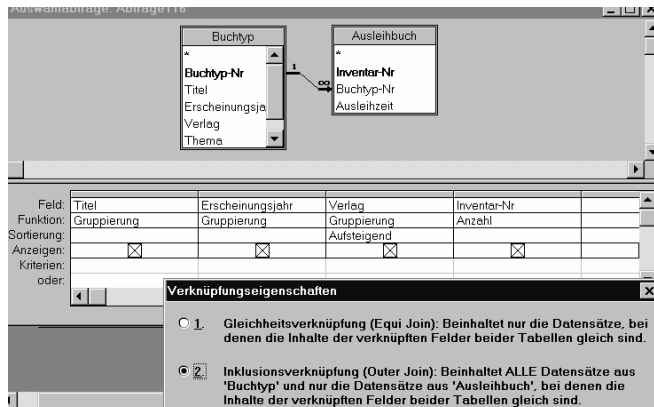 Auswahlabfrage: Abfrage116
Buchtyp
*
Buchtyp-Nr
Titel
Erscheinungsja
Verlag
Thema
1
∞
Ausleihbuch
*
Inventar-Nr
Buchtyp-Nr
Ausleihzeit
Feld: Titel Erscheinungsjahr Verlag Inventar-Nr
Funktion: Gruppierung Gruppierung Gruppierung Anzahl
Sortierung: Aufsteigend
Anzeigen:
Kriterien:
oder:
Verknüpfungseigenschaften
1. Gleichheitsverknüpfung (Equi Join): Beinhaltet nur die Datensätze, bei
denen die Inhalte der verknüpften Felder beider Tabellen gleich sind.
2. Inklusionsverknüpfung (Outer Join): Beinhaltet ALLE Datensätze aus
'Buchtyp' und nur die Datensätze aus 'Ausleihbuch', bei denen die
Inhalte der verknüpften Felder beider Tabellen gleich sind.